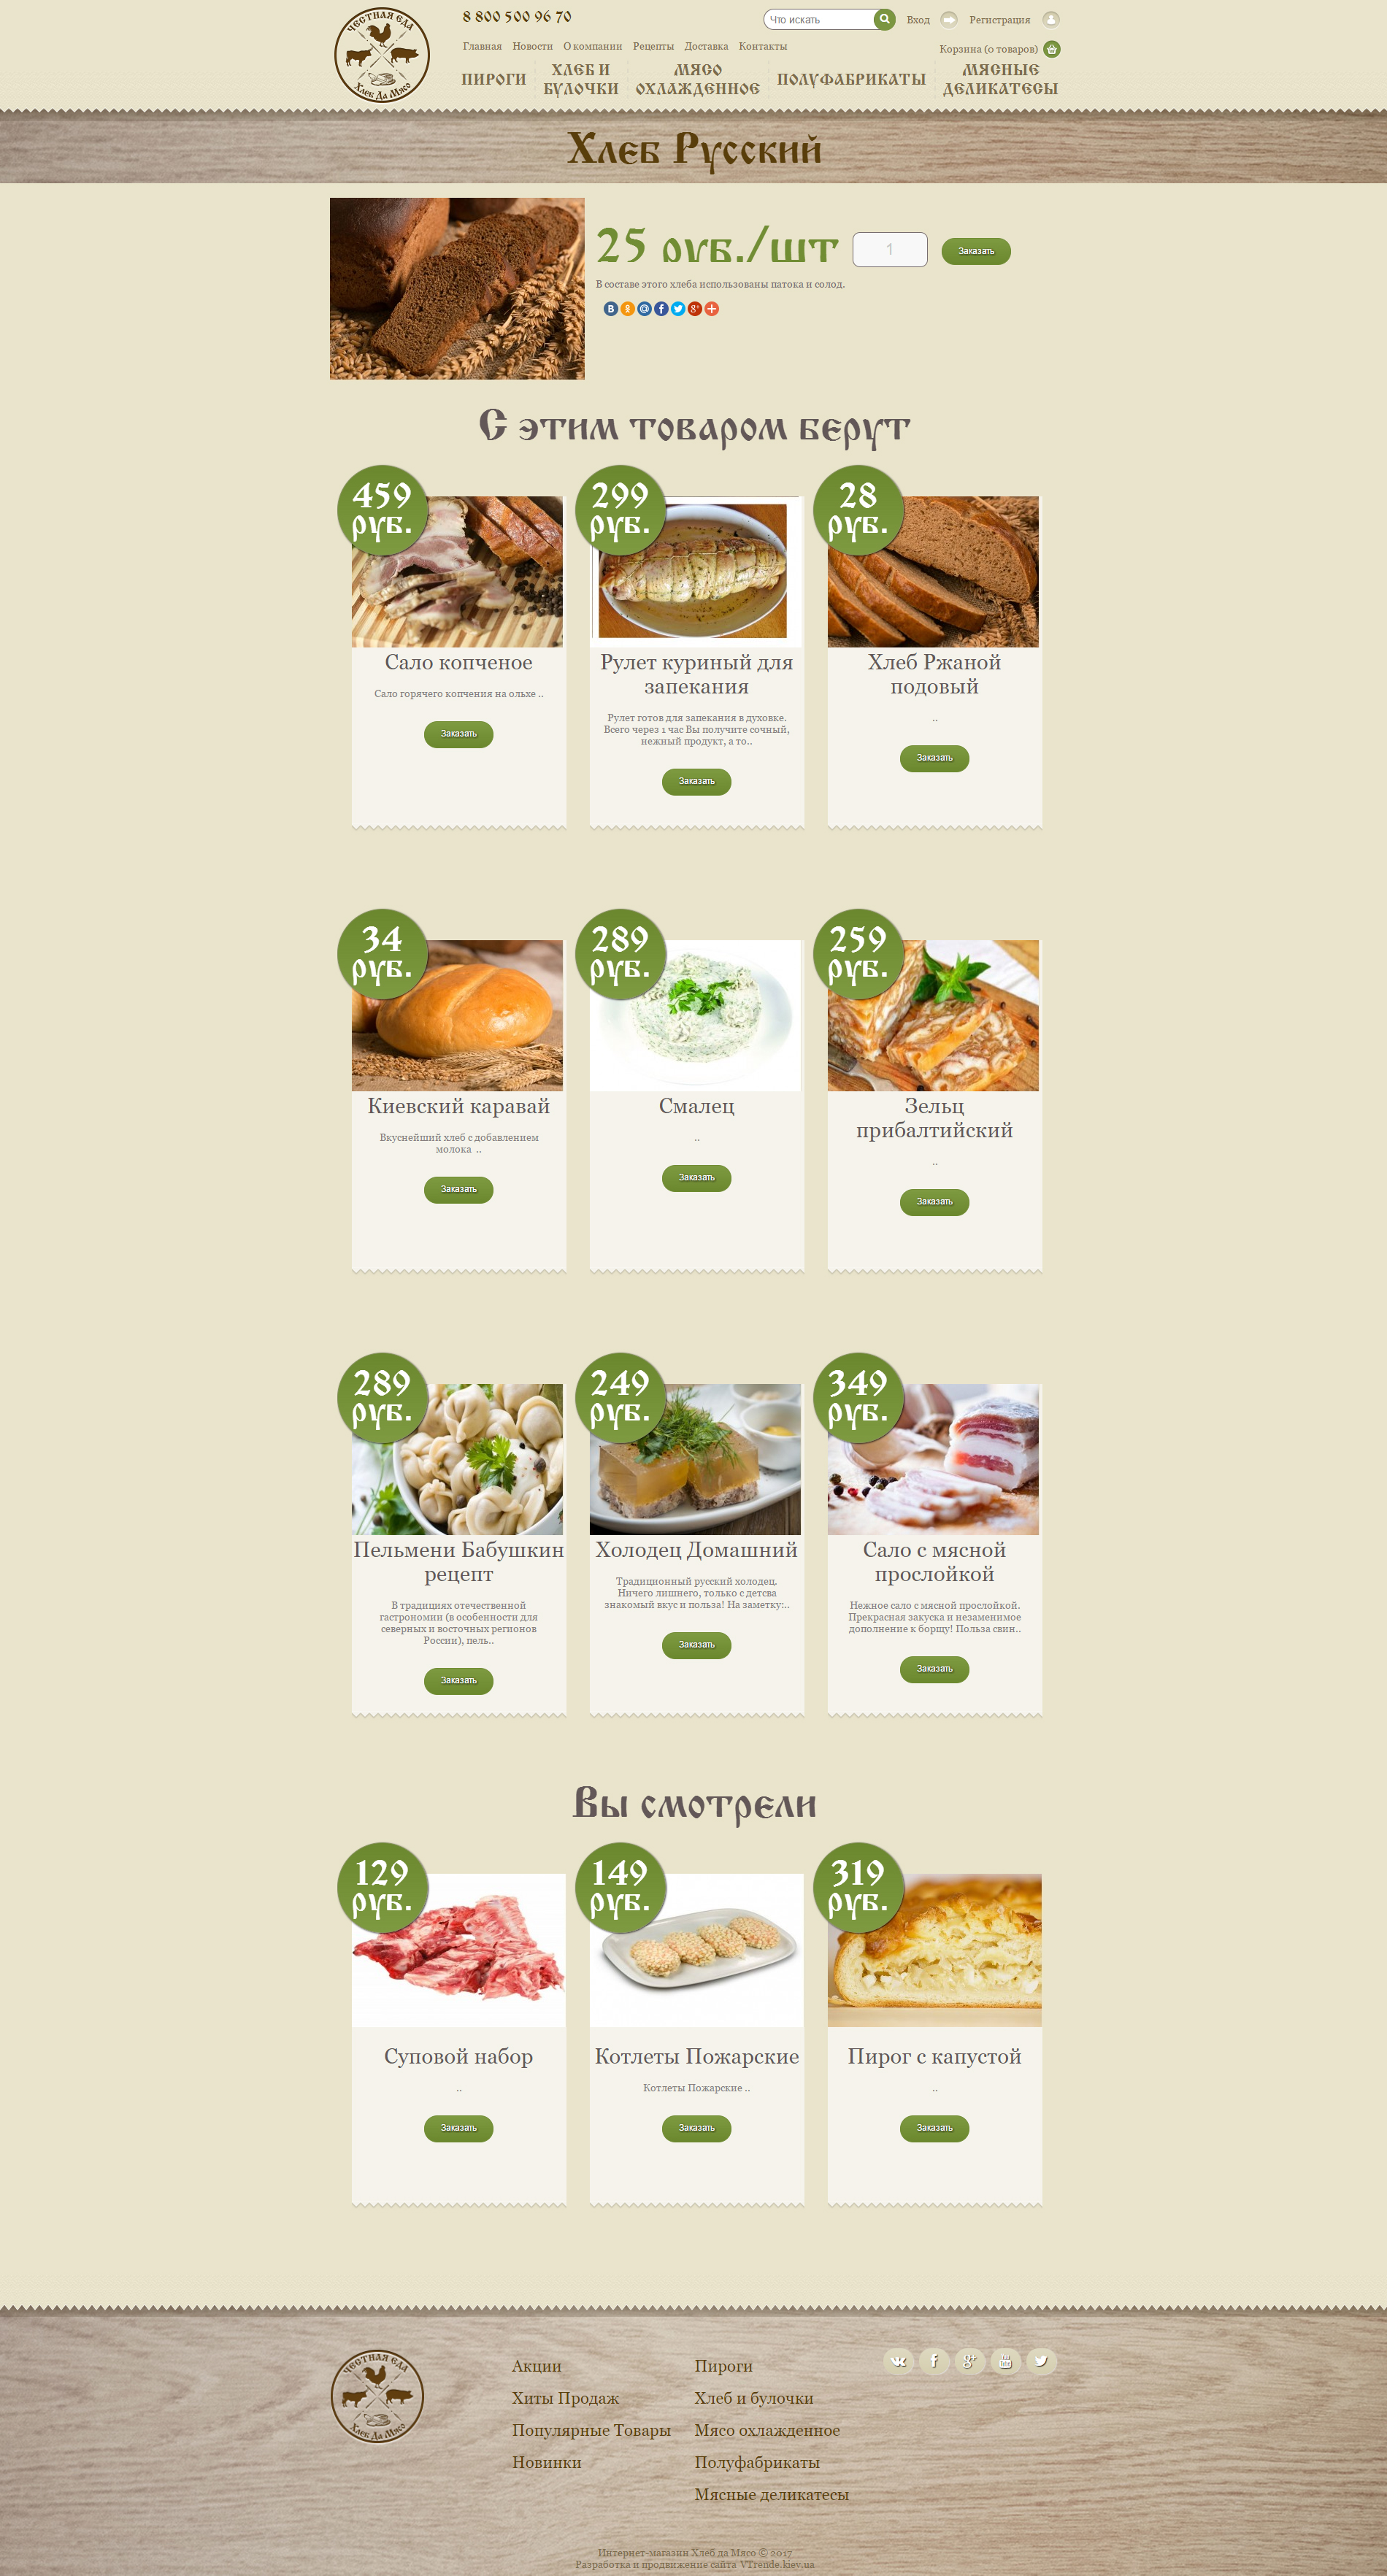 ЧЕСТНАЯ ЕДА
Хлеб Да Мясо
8 800 500 96 70
Что искать
Вход
Регистрация
Главная Новости О компании Рецепты Доставка Контакты
Корзина (0 товаров)
ПИРОГИ
ХЛЕБ И
БУЛОЧКИ
МЯСО
ОХЛАЖДЕННОЕ
ПОЛУФАБРИКАТЫ
МЯСНЫЕ
ДЕЛИКАТЕСЫ
Хлеб Русский
25 руб./шт
1
Заказать
В составе этого хлеба использованы патока и солод.
С этим товаром берут
459
руб.
Сало копченое
Сало горячего копчения на ольхе ..
Заказать
299
руб.
Рулет куриный для
запекания
Рулет готов для запекания в духовке.
Всего через 1 час Вы получите сочный,
нежный продукт, а то..
Заказать
28
руб.
Хлеб Ржаной
подовый
..
Заказать
34
руб.
Киевский каравай
Вкуснейший хлеб с добавлением
молока ..
Заказать
289
руб.
Смалец
..
Заказать
259
руб.
Зельц
прибалтийский
..
Заказать
289
руб.
Пельмени Бабушкин
рецепт
В традициях отечественной
гастрономии (в особенности для
северных и восточных регионов
России), пель..
Заказать
249
руб.
Холодец Домашний
Традиционный русский холодец.
Ничего лишнего, только с детсва
знакомый вкус и польза! На заметку:..
Заказать
349
руб.
Сало с мясной
прослойкой
Нежное сало с мясной прослойкой.
Прекрасная закуска и незаменимое
дополнение к борщу! Польза свин..
Заказать
Вы смотрели
129
руб.
Суповой набор
..
Заказать
149
руб.
Котлеты Пожарские
Котлеты Пожарские ..
Заказать
319
руб.
Пирог с капустой
..
Заказать
ЧЕСТНАЯ ЕДА
Хлеб Да Мясо
Акции
Хиты Продаж
Популярные Товары
Новинки
Пироги
Хлеб и булочки
Мясо охлажденное
Полуфабрикаты
Мясные деликатесы
Интернет-магазин Хлеб да Мясо © 2017
Разработка и продвижение сайта VTrende.kiev.ua